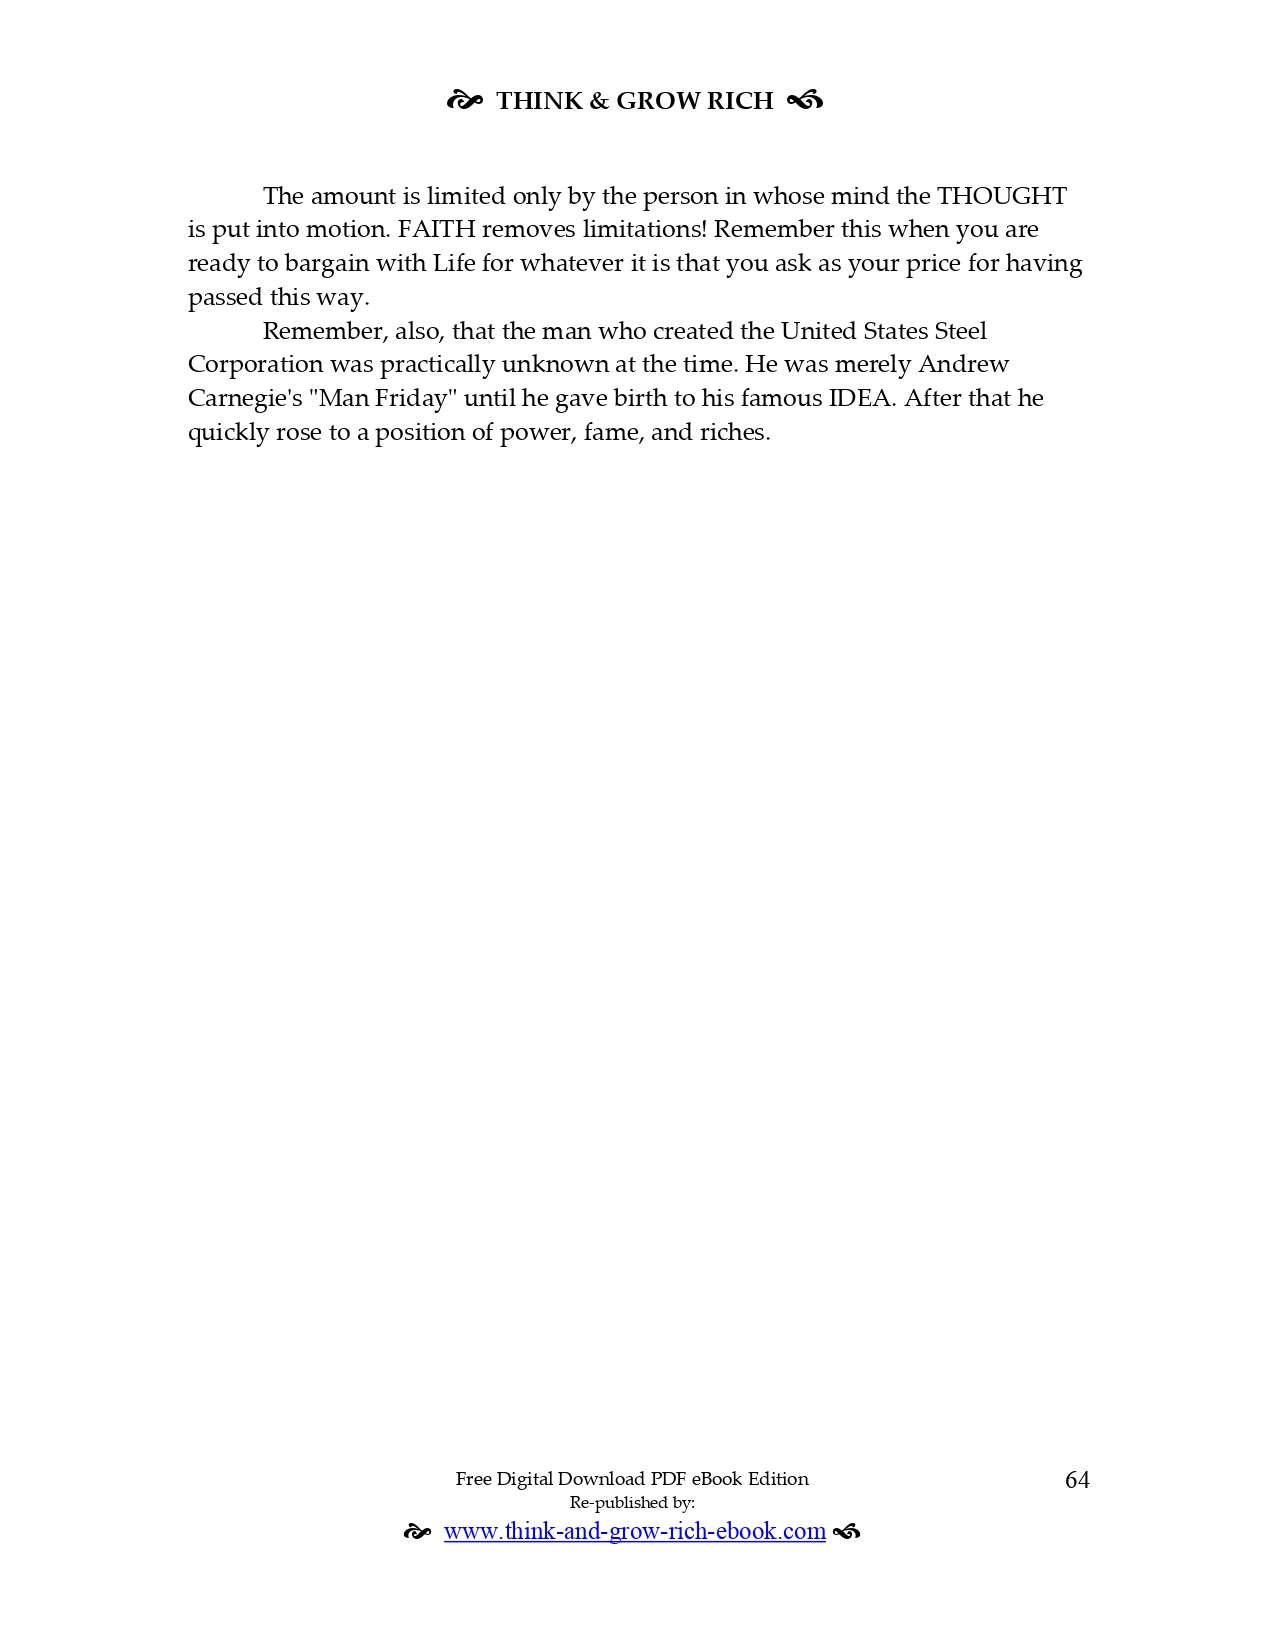 THINK & GROW RICH
The amount is limited only by the person in whose mind the THOUGHT
is put into motion. FAITH removes limitations! Remember this when you are
ready to bargain with Life for whatever it is that you ask as your price for having
passed this way.
Remember, also, that the man who created the United States Steel
Corporation was practically unknown at the time. He was merely Andrew
Carnegie's "Man Friday" until he gave birth to his famous IDEA. After that he
quickly rose to a position of power, fame, and riches.
Free Digital Download PDF eBook Edition
64
Re-published by:
www.think-and-grow-rich-ebook.com